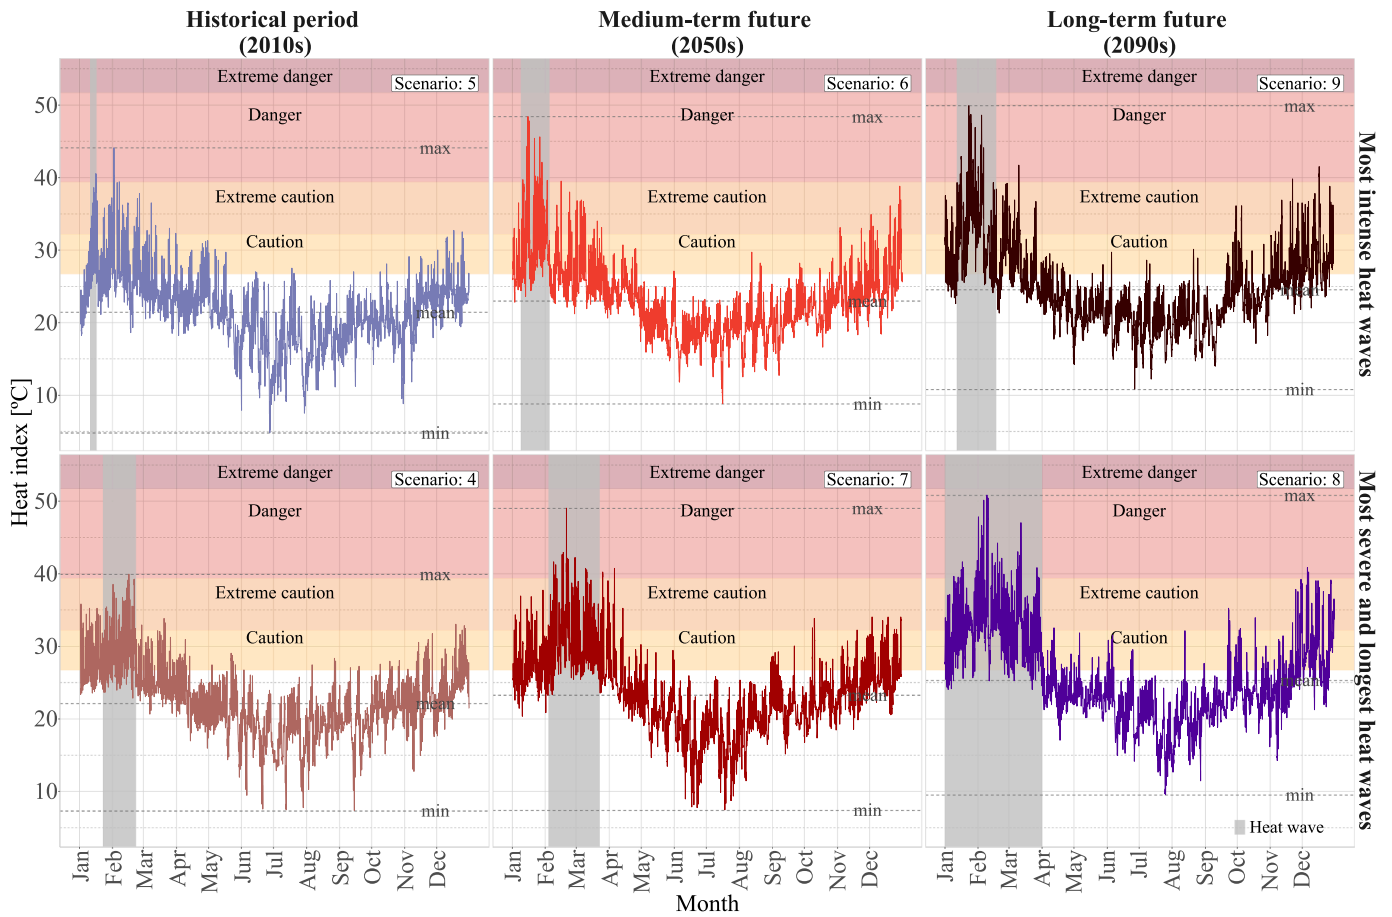 Historical period
(2010s)
Medium-term future
(2050s)
Long-term future
(2090s)
Extreme danger
Scenario: 5
Danger
max
Extreme caution
Caution
mean
min
Extreme danger
Scenario: 6
Danger
max
Extreme caution
Caution
mean
min
Extreme danger
Scenario: 9
max
Danger
Extreme caution
Caution
mean
min
Most intense heat waves
50
40
30
20
10
Heat index [ºC]
Extreme danger
Scenario: 4
Danger
max
Extreme caution
Caution
mean
min
Extreme danger
Scenario: 7
Danger
max
Extreme caution
Caution
mean
min
Extreme danger
Scenario: 8
max
Danger
Extreme caution
Caution
mean
min
Heat wave
Most severe and longest heat waves
50
40
30
20
10
Jan Feb Mar Apr May Jun Jul Aug Sep Oct Nov Dec
Jan Feb Mar Apr May Jun Jul Aug Sep Oct Nov Dec
Jan Feb Mar Apr May Jun Jul Aug Sep Oct Nov Dec
Month